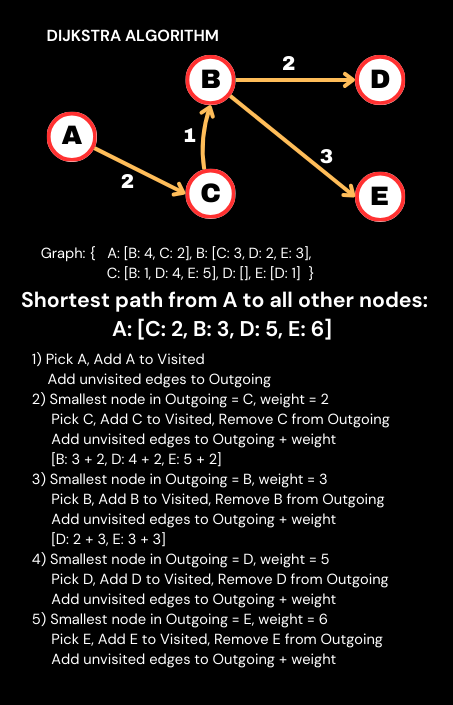 DIJKSTRA ALGORITHM
B
2
D
A
1
3
2
C
E
Graph: { A: [B: 4, C: 2], B: [C: 3, D: 2, E: 3],
C: [B: 1, D: 4, E: 5], D: [], E: [D: 1] }
Shortest path from A to all other nodes:
A: [C: 2, B: 3, D: 5, E: 6]
1) Pick A, Add A to Visited
Add unvisited edges to Outgoing
2) Smallest node in Outgoing = C, weight = 2
Pick C, Add C to Visited, Remove C from Outgoing
Add unvisited edges to Outgoing + weight
[B: 3 + 2, D: 4 + 2, E: 5 + 2]
3) Smallest node in Outgoing = B, weight = 3
Pick B, Add B to Visited, Remove B from Outgoing
Add unvisited edges to Outgoing + weight
[D: 2 + 3, E: 3 + 3]
4) Smallest node in Outgoing = D, weight = 5
Pick D, Add D to Visited, Remove D from Outgoing
Add unvisited edges to Outgoing + weight
5) Smallest node in Outgoing = E, weight = 6
Pick E, Add E to Visited, Remove E from Outgoing
Add unvisited edges to Outgoing + weight